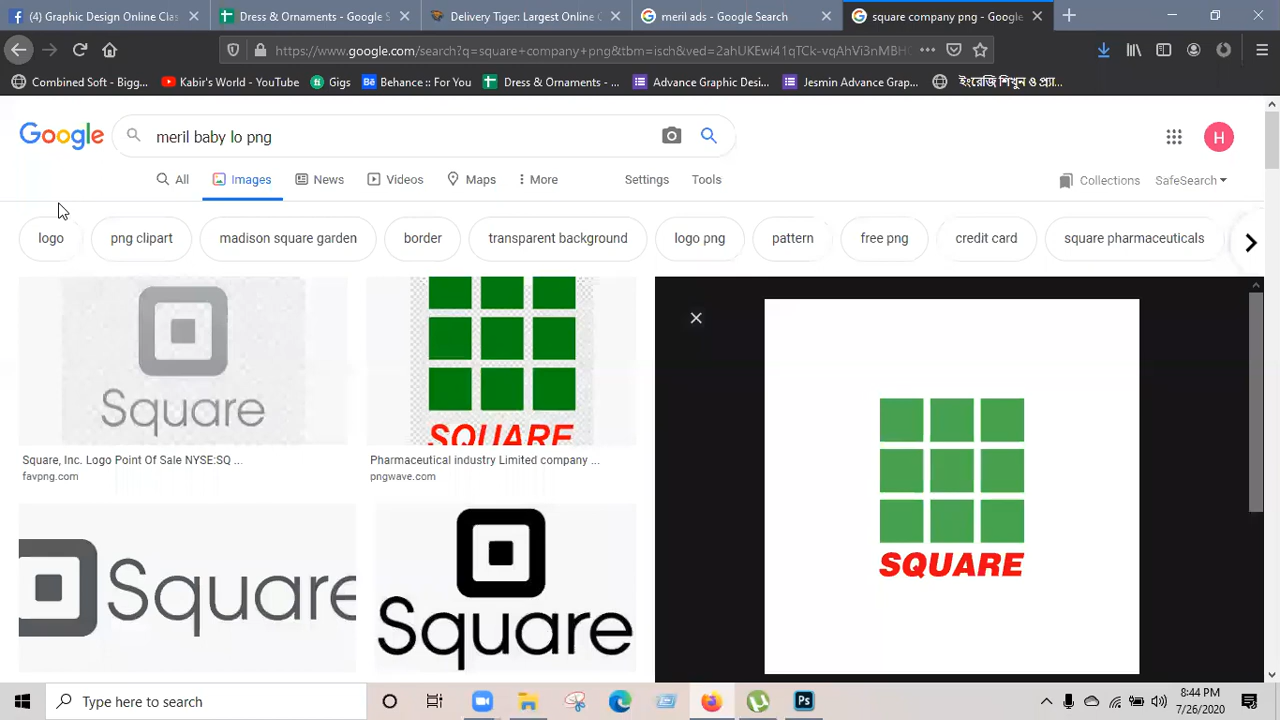 (4) Graphic Design Online Clas
Dress & Ornaments - Google S
Delivery Tiger: Largest Online C
meril ads - Google Search
square company png - Google
https://www.google.com/search?q=square+company+png&tbm=isch&ved=2ahUKEwi41qTCk-vqAhVi3nMBH
Combined Soft - Bigg...
Kabir's World - YouTube
Gigs
Behance :: For You
Dress & Ornaments - ...
Advance Graphic Desi...
Jesmin Advance Grap...
ইংরেজি শিখুন ও প্র্যা...
Google
meril baby lo png
H
All
Images
News
Videos
Maps
More
Settings
Tools
Collections
SafeSearch
logo
png clipart
madison square garden
border
transparent background
logo png
pattern
free png
credit card
square pharmaceuticals
Square
SQUARE
Square, Inc. Logo Point Of Sale NYSE:SQ ...
favpng.com
Pharmaceutical industry Limited company ...
pngwave.com
Square
Square
SQUARE
Type here to search
Ps
8:44 PM
7/26/2020